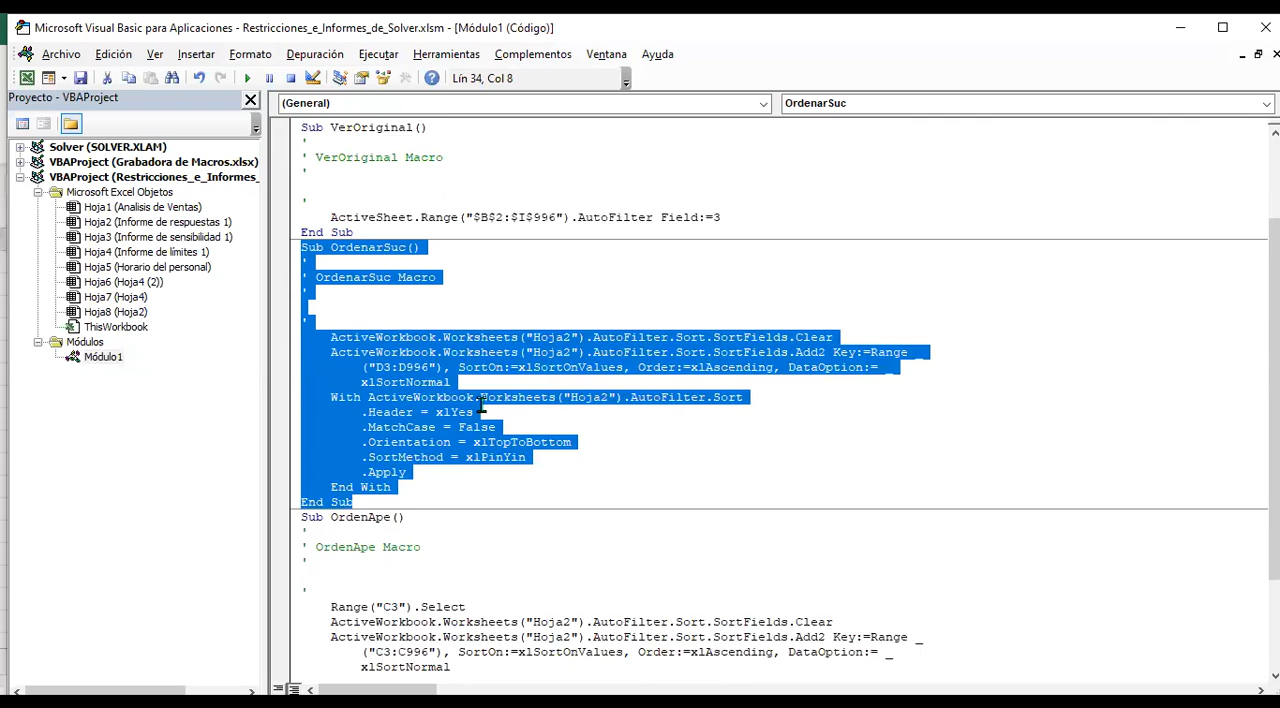 Microsoft Visual Basic para Aplicaciones - Restricciones_e_Informes_de_Solver.xlsm - [Módulo1 (Código)]
Archivo Edición Ver Insertar Formato Depuración Ejecutar Herramientas Complementos Ventana Ayuda
Lín 34, Col 8
Proyecto - VBAProject
(General) OrdenarSuc
Solver (SOLVER.XLAM)
VBAProject (Grabadora de Macros.xlsx)
VBAProject (Restricciones_e_Informes_
Microsoft Excel Objetos
Hoja1 (Analisis de Ventas)
Hoja2 (Informe de respuestas 1)
Hoja3 (Informe de sensibilidad 1)
Hoja4 (Informe de límites 1)
Hoja5 (Horario del personal)
Hoja6 (Hoja4 (2))
Hoja7 (Hoja4)
Hoja8 (Hoja2)
ThisWorkbook
Módulos
Módulo1
Sub VerOriginal()
'
' VerOriginal Macro
'
'
ActiveSheet.Range("$B$2:$I$996").AutoFilter Field:=3
End Sub
Sub OrdenarSuc()
'
' OrdenarSuc Macro
'
'
ActiveWorkbook.Worksheets("Hoja2").AutoFilter.Sort.SortFields.Clear
ActiveWorkbook.Worksheets("Hoja2").AutoFilter.Sort.SortFields.Add2 Key:=Range _
("D3:D996"), SortOn:=xlSortOnValues, Order:=xlAscending, DataOption:= _
xlSortNormal
With ActiveWorkbook.Worksheets("Hoja2").AutoFilter.Sort
.Header = xlYes
.MatchCase = False
.Orientation = xlTopToBottom
.SortMethod = xlPinYin
.Apply
End With
End Sub
Sub OrdenApe()
'
' OrdenApe Macro
'
'
Range("C3").Select
ActiveWorkbook.Worksheets("Hoja2").AutoFilter.Sort.SortFields.Clear
ActiveWorkbook.Worksheets("Hoja2").AutoFilter.Sort.SortFields.Add2 Key:=Range _
("C3:C996"), SortOn:=xlSortOnValues, Order:=xlAscending, DataOption:= _
xlSortNormal